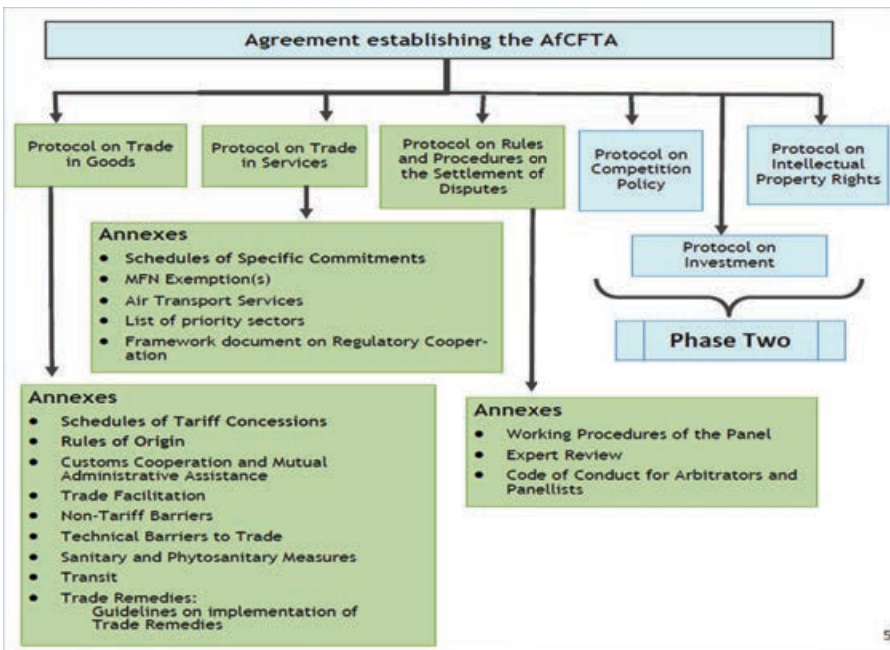 Agreement establishing the AfCFTA
Protocol on Trade
in Goods
Protocol on Trade
in Services
Protocol on Rules
and Procedures on
the Settlement of
Disputes
Protocol on
Competition
Policy
Protocol on
Intellectual
Property Rights
Protocol on
Investment
Phase Two
Annexes
● Schedules of Specific Commitments
● MFN Exemption(s)
● Air Transport Services
● List of priority sectors
● Framework document on Regulatory Cooper-
ation
Annexes
● Schedules of Tariff Concessions
● Rules of Origin
● Customs Cooperation and Mutual
Administrative Assistance
● Trade Facilitation
● Non-Tariff Barriers
● Technical Barriers to Trade
● Sanitary and Phytosanitary Measures
● Transit
● Trade Remedies:
Guidelines on implementation of
Trade Remedies
Annexes
● Working Procedures of the Panel
● Expert Review
● Code of Conduct for Arbitrators and
Panellists
5